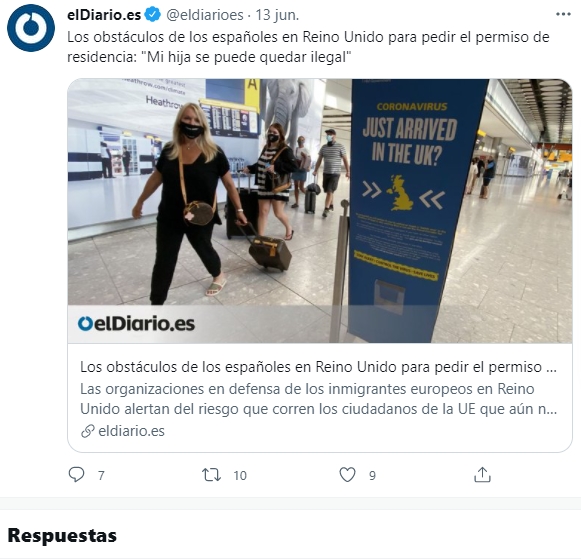 elDiario.es @eldiarioes · 13 jun.
Los obstáculos de los españoles en Reino Unido para pedir el permiso de
residencia: "Mi hija se puede quedar ilegal"
Heathrow
Heathrow
CORONAVIRUS
JUST ARRIVED
IN THE UK?
elDiario.es
Los obstáculos de los españoles en Reino Unido para pedir el permiso ...
Las organizaciones en defensa de los inmigrantes europeos en Reino
Unido alertan del riesgo que corren los ciudadanos de la UE que aún n...
eldiario.es
7 10 9
Respuestas